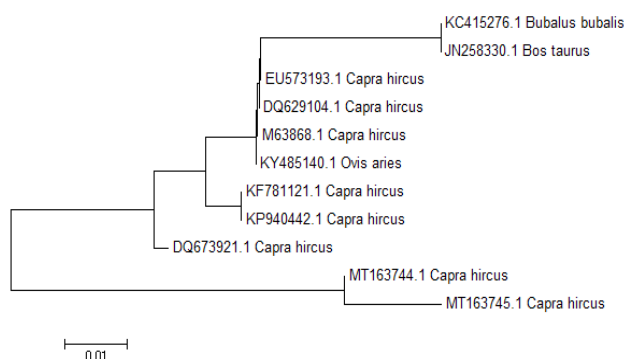 KC415276.1 Bubalus bubalis
JN258330.1 Bos taurus
EU573193.1 Capra hircus
DQ629104.1 Capra hircus
M63868.1 Capra hircus
KY485140.1 Ovis aries
KF781121.1 Capra hircus
KP940442.1 Capra hircus
DQ673921.1 Capra hircus
MT163744.1 Capra hircus
MT163745.1 Capra hircus
0.01